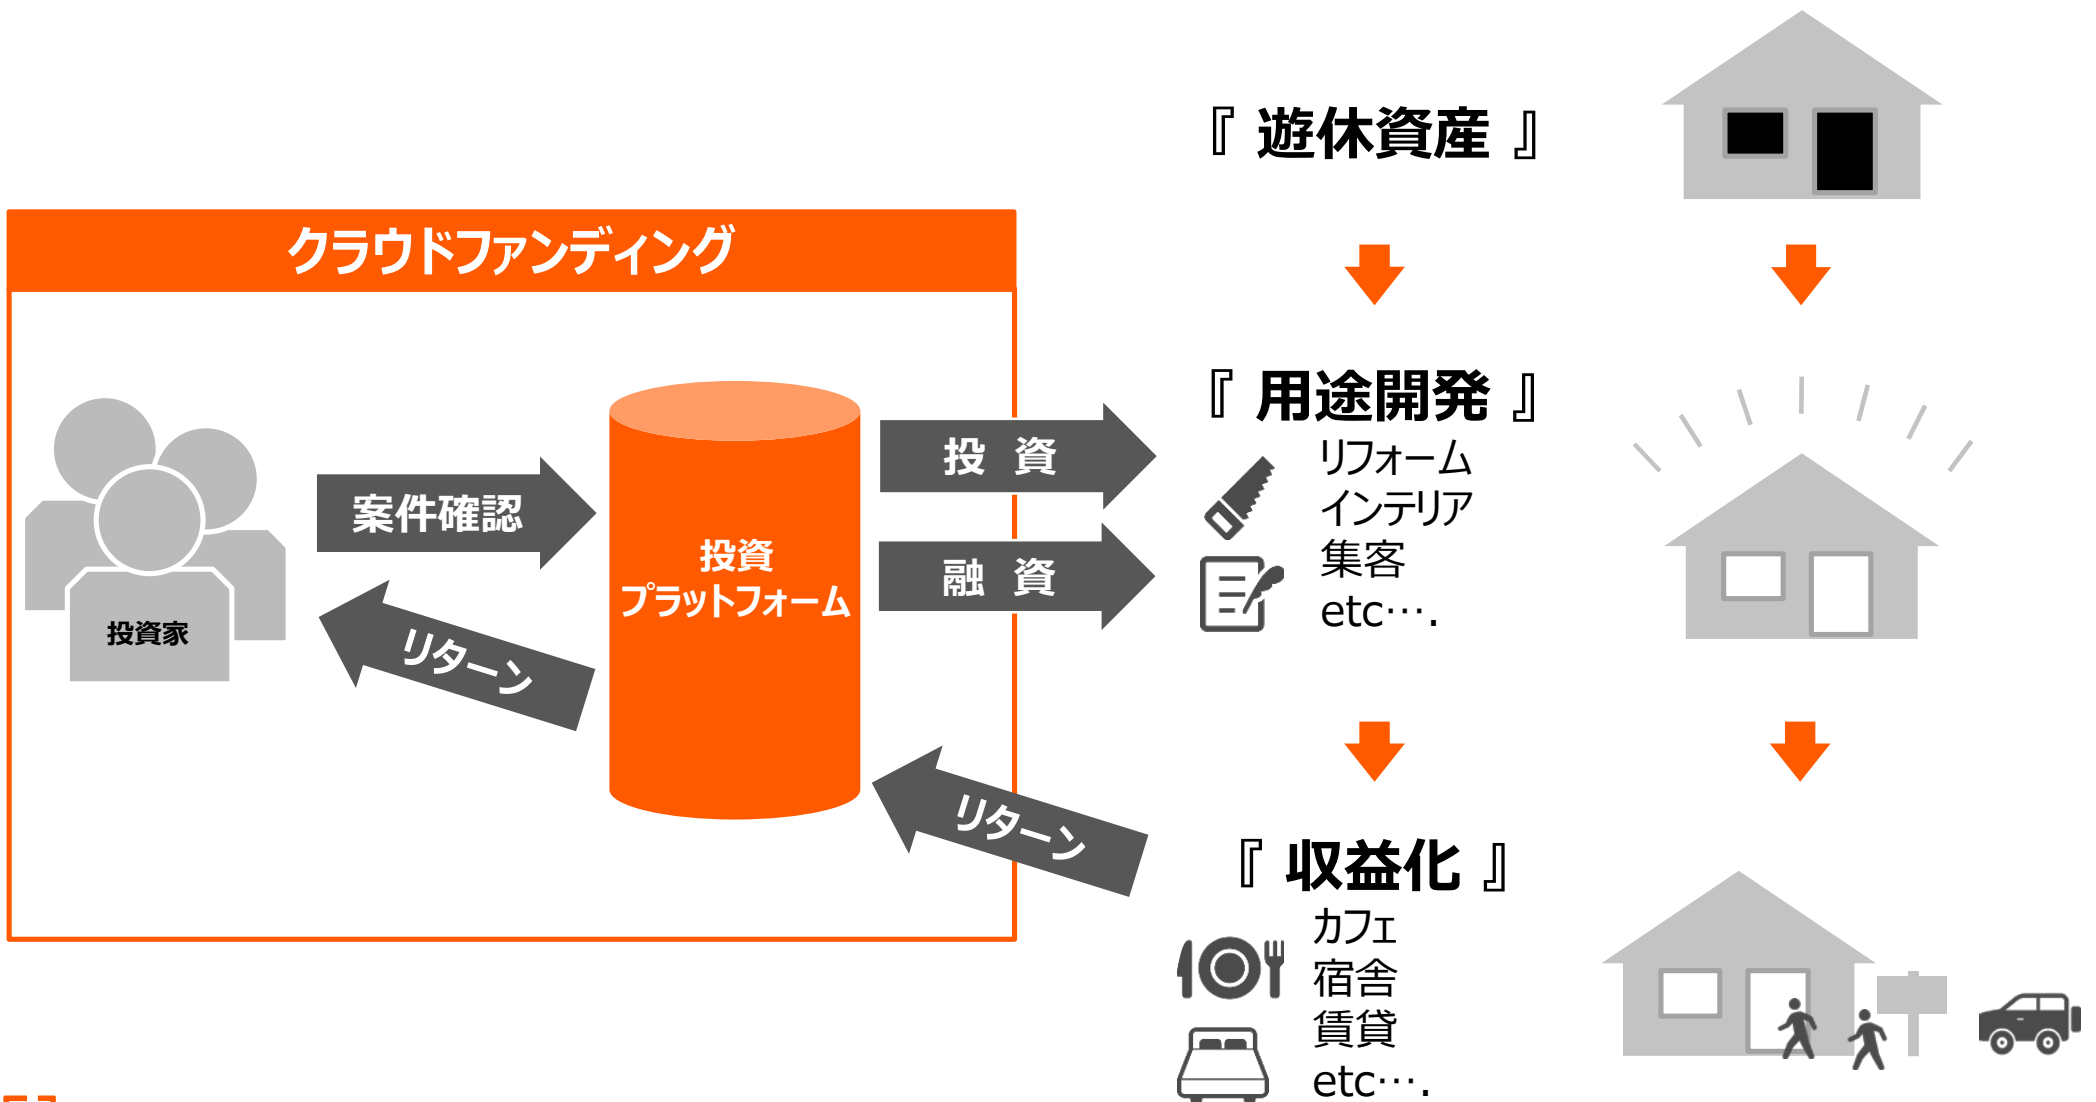 『 遊休資産 』
クラウドファンディング
投資家
案件確認
リターン
投資
プラットフォーム
投 資
融 資
リターン
『 用途開発 』
リフォーム
インテリア
集客
etc….
『 収益化 』
カフェ
宿舎
賃貸
etc….